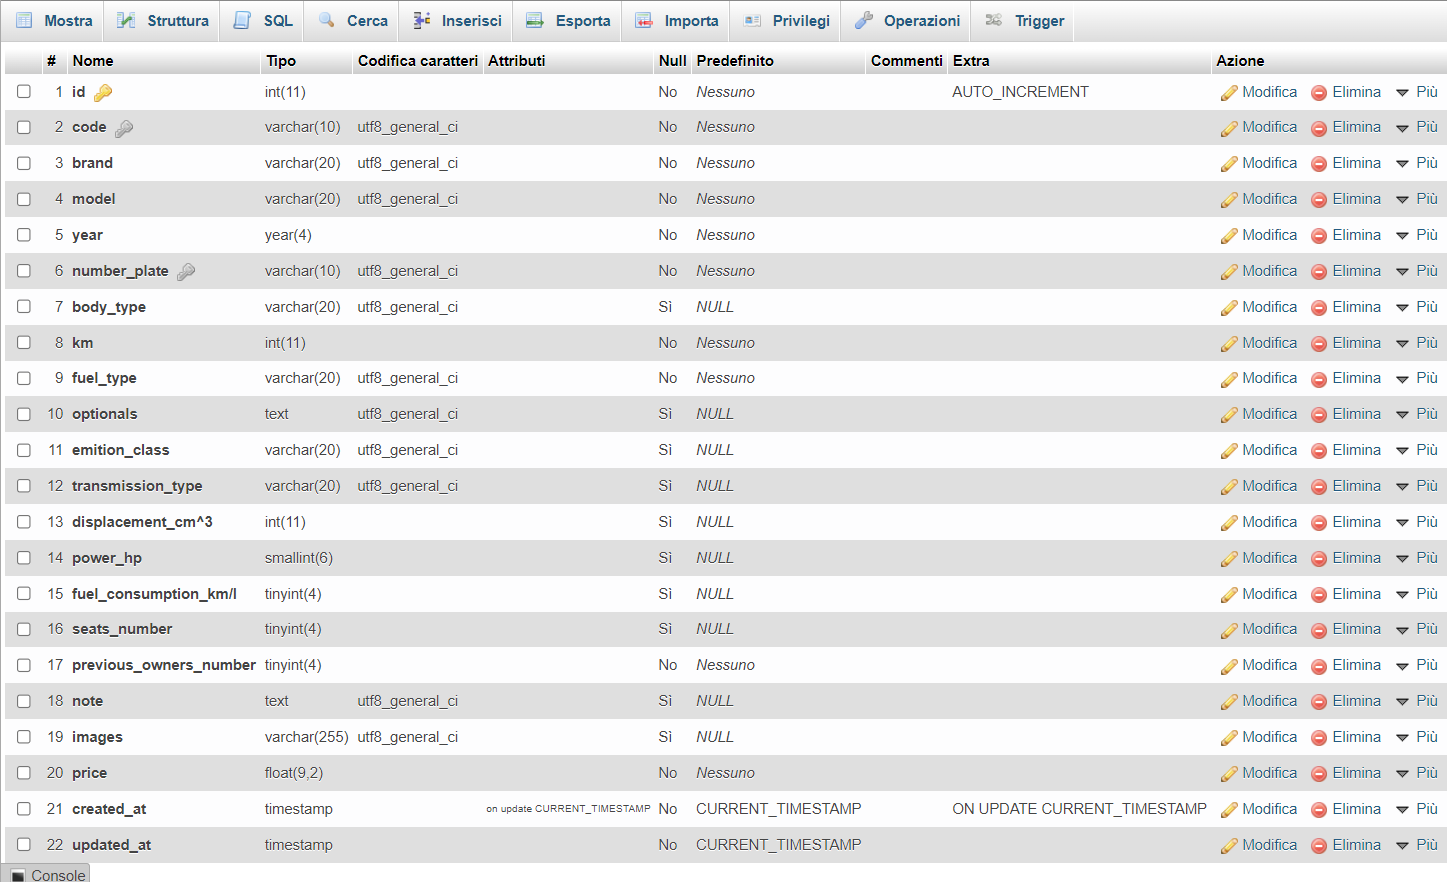 Mostra Struttura SQL Cerca Inserisci Esporta Importa Privilegi Operazioni Trigger
# Nome Tipo Codifica caratteri Attributi Null Predefinito Commenti Extra Azione
1 id int(11) No Nessuno AUTO_INCREMENT Modifica Elimina Più
2 code varchar(10) utf8_general_ci No Nessuno Modifica Elimina Più
3 brand varchar(20) utf8_general_ci No Nessuno Modifica Elimina Più
4 model varchar(20) utf8_general_ci No Nessuno Modifica Elimina Più
5 year year(4) No Nessuno Modifica Elimina Più
6 number_plate varchar(10) utf8_general_ci No Nessuno Modifica Elimina Più
7 body_type varchar(20) utf8_general_ci Sì NULL Modifica Elimina Più
8 km int(11) No Nessuno Modifica Elimina Più
9 fuel_type varchar(20) utf8_general_ci No Nessuno Modifica Elimina Più
10 optionals text utf8_general_ci Sì NULL Modifica Elimina Più
11 emition_class varchar(20) utf8_general_ci Sì NULL Modifica Elimina Più
12 transmission_type varchar(20) utf8_general_ci Sì NULL Modifica Elimina Più
13 displacement_cm^3 int(11) Sì NULL Modifica Elimina Più
14 power_hp smallint(6) Sì NULL Modifica Elimina Più
15 fuel_consumption_km/l tinyint(4) Sì NULL Modifica Elimina Più
16 seats_number tinyint(4) Sì NULL Modifica Elimina Più
17 previous_owners_number tinyint(4) No Nessuno Modifica Elimina Più
18 note text utf8_general_ci Sì NULL Modifica Elimina Più
19 images varchar(255) utf8_general_ci Sì NULL Modifica Elimina Più
20 price float(9,2) No Nessuno Modifica Elimina Più
21 created_at timestamp on update CURRENT_TIMESTAMP No CURRENT_TIMESTAMP ON UPDATE CURRENT_TIMESTAMP Modifica Elimina Più
22 updated_at timestamp No CURRENT_TIMESTAMP Modifica Elimina Più
Console